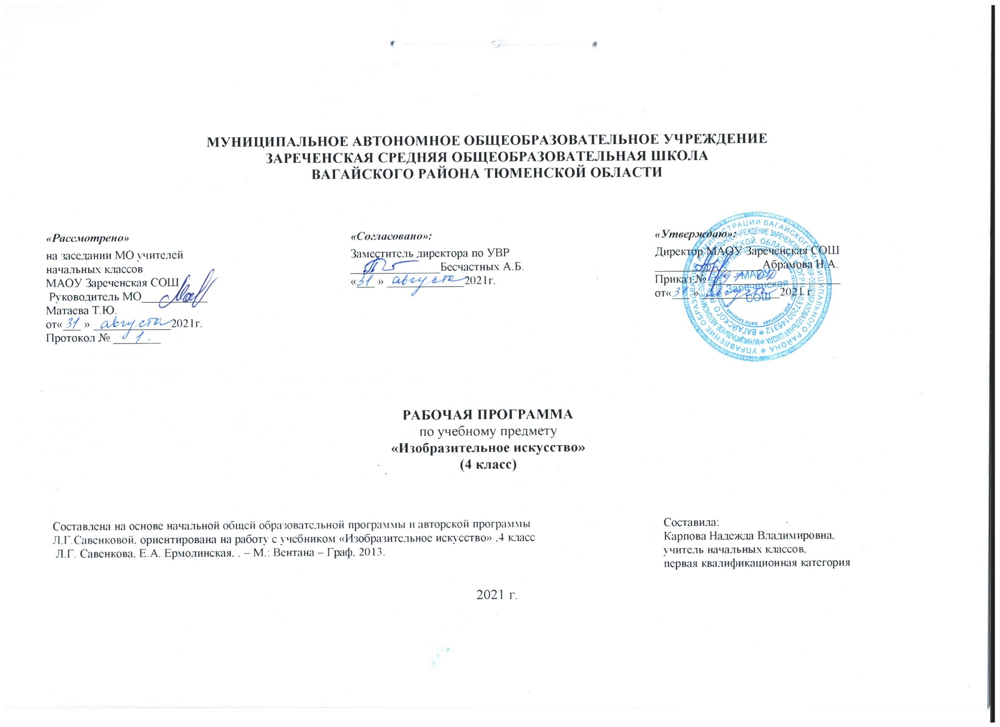 МУНИЦИПАЛЬНОЕ АВТОНОМНОЕ ОБЩЕОБРАЗОВАТЕЛЬНОЕ УЧРЕЖДЕНИЕ
ЗАРЕЧЕНСКАЯ СРЕДНЯЯ ОБЩЕОБРАЗОВАТЕЛЬНАЯ ШКОЛА
ВАГАЙСКОГО РАЙОНА ТЮМЕНСКОЙ ОБЛАСТИ
«Рассмотрено»
на заседании МО учителей
начальных классов
МАОУ Зареченская СОШ
Руководитель МО
Матаева Т.Ю.
от« 31 » августа 2021г.
Протокол № 1.
«Согласовано»:
Заместитель директора по УВР
Бесчастных А.Б.
« 31 » августа 2021г.
«Утверждаю»:
Директор МАОУ Зареченская СОШ
Абрамова Н.А.
Приказ №
от« 31 » августа 2021 г.
МАОУ
Зареченская
СОШ
РАБОЧАЯ ПРОГРАММА
по учебному предмету
«Изобразительное искусство»
(4 класс)
Составлена на основе начальной общей образовательной программы и авторской программы
Л.Г.Савенковой, ориентирована на работу с учебником «Изобразительное искусство» ,4 класс
Л.Г. Савенкова, Е.А. Ермолинская, . – М.: Вентана – Граф, 2013.
Составила:
Карпова Надежда Владимировна,
учитель начальных классов,
первая квалификационная категория
2021 г.